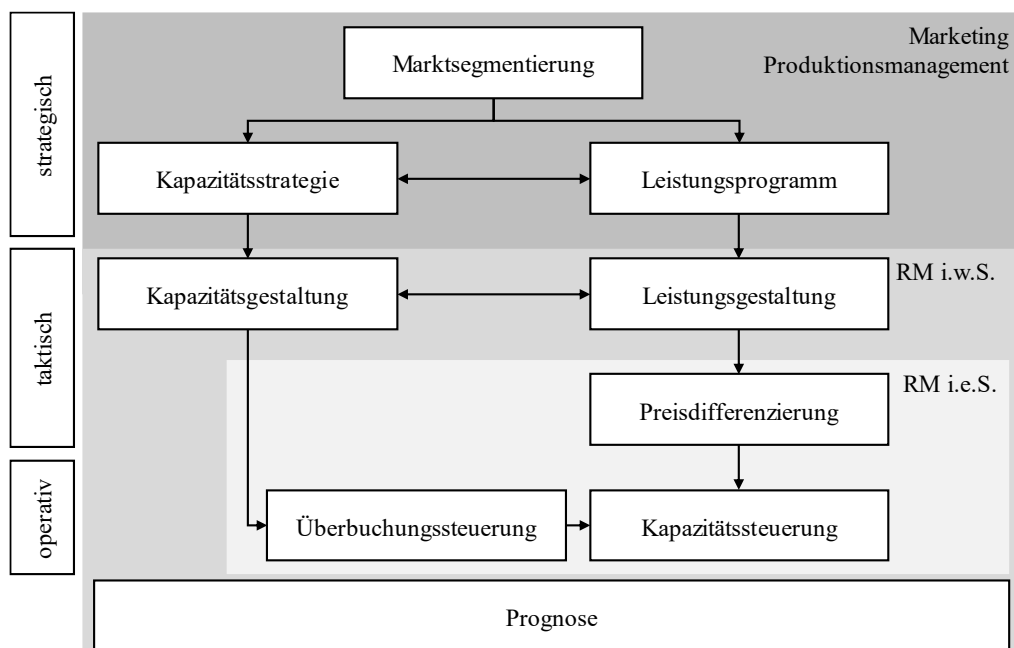 Marketing
Produktionsmanagement
Marktsegmentierung
strategisch
Kapazitätsstrategie
Leistungsprogramm
RM i.w.S.
Kapazitätsgestaltung
Leistungsgestaltung
taktisch
RM i.e.S.
Preisdifferenzierung
operativ
Überbuchungssteuerung
Kapazitätssteuerung
Prognose